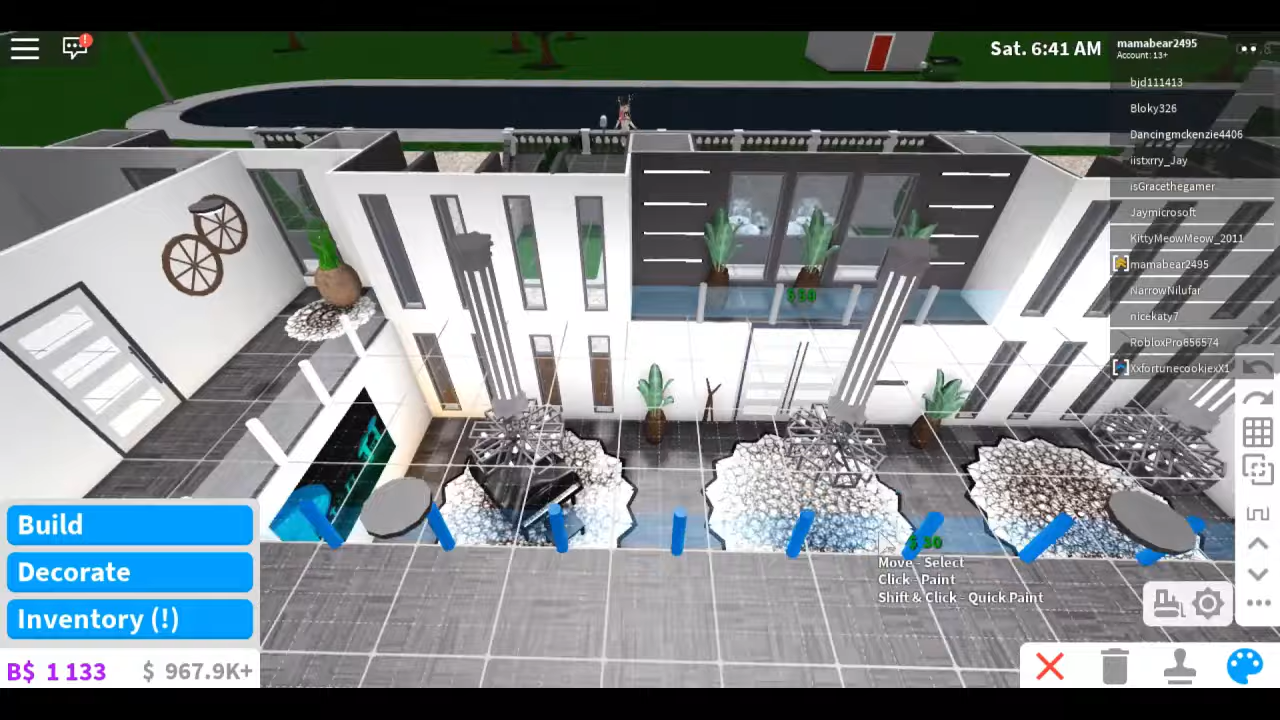 Sat. 6:41 AM
mamabear2495
Account: 13+
bjd111413
Bloky326
Dancingmckenzie4406
iistxrry_Jay
isGracethegamer
Jaymicrosoft
KittyMeowMeow_2011
mamabear2495
NarrowNilufar
nicekaty7
RobloxPro656574
XxfortunecookiexX1
$ 30
Move - Select
Click - Paint
Shift & Click - Quick Paint
Build
Decorate
Inventory (!)
B$ 1 133
$ 967.9K+